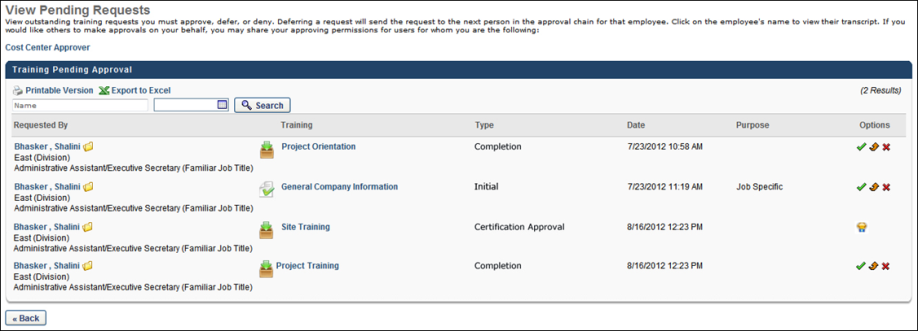 View Pending Requests
View outstanding training requests you must approve, defer, or deny. Deferring a request will send the request to the next person in the approval chain for that employee. Click on the employee's name to view their transcript. If you
would like others to make approvals on your behalf, you may share your approving permissions for users for whom you are the following:
Cost Center Approver
Training Pending Approval
Printable Version Export to Excel (2 Results)
Name Search
Requested By Training Type Date Purpose Options
Bhasker , Shalini Project Orientation Completion 7/23/2012 10:58 AM
East (Division)
Administrative Assistant/Executive Secretary (Familiar Job Title)
Bhasker , Shalini General Company Information Initial 7/23/2012 11:19 AM Job Specific
East (Division)
Administrative Assistant/Executive Secretary (Familiar Job Title)
Bhasker , Shalini Site Training Certification Approval 8/16/2012 12:23 PM
East (Division)
Administrative Assistant/Executive Secretary (Familiar Job Title)
Bhasker , Shalini Project Training Completion 8/16/2012 12:23 PM
East (Division)
Administrative Assistant/Executive Secretary (Familiar Job Title)
« Back